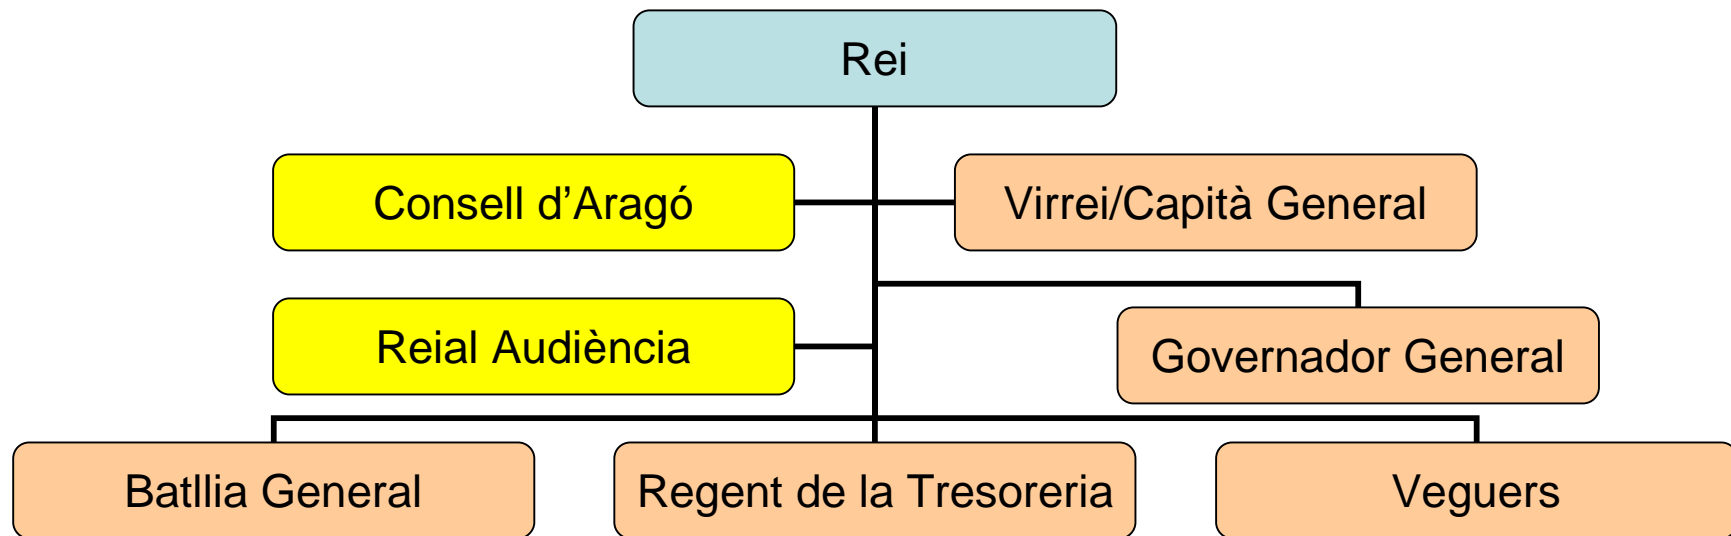 Rei
Consell d’Aragó
Virrei/Capità General
Reial Audiència
Governador General
Batllia General
Regent de la Tresoreria
Veguers